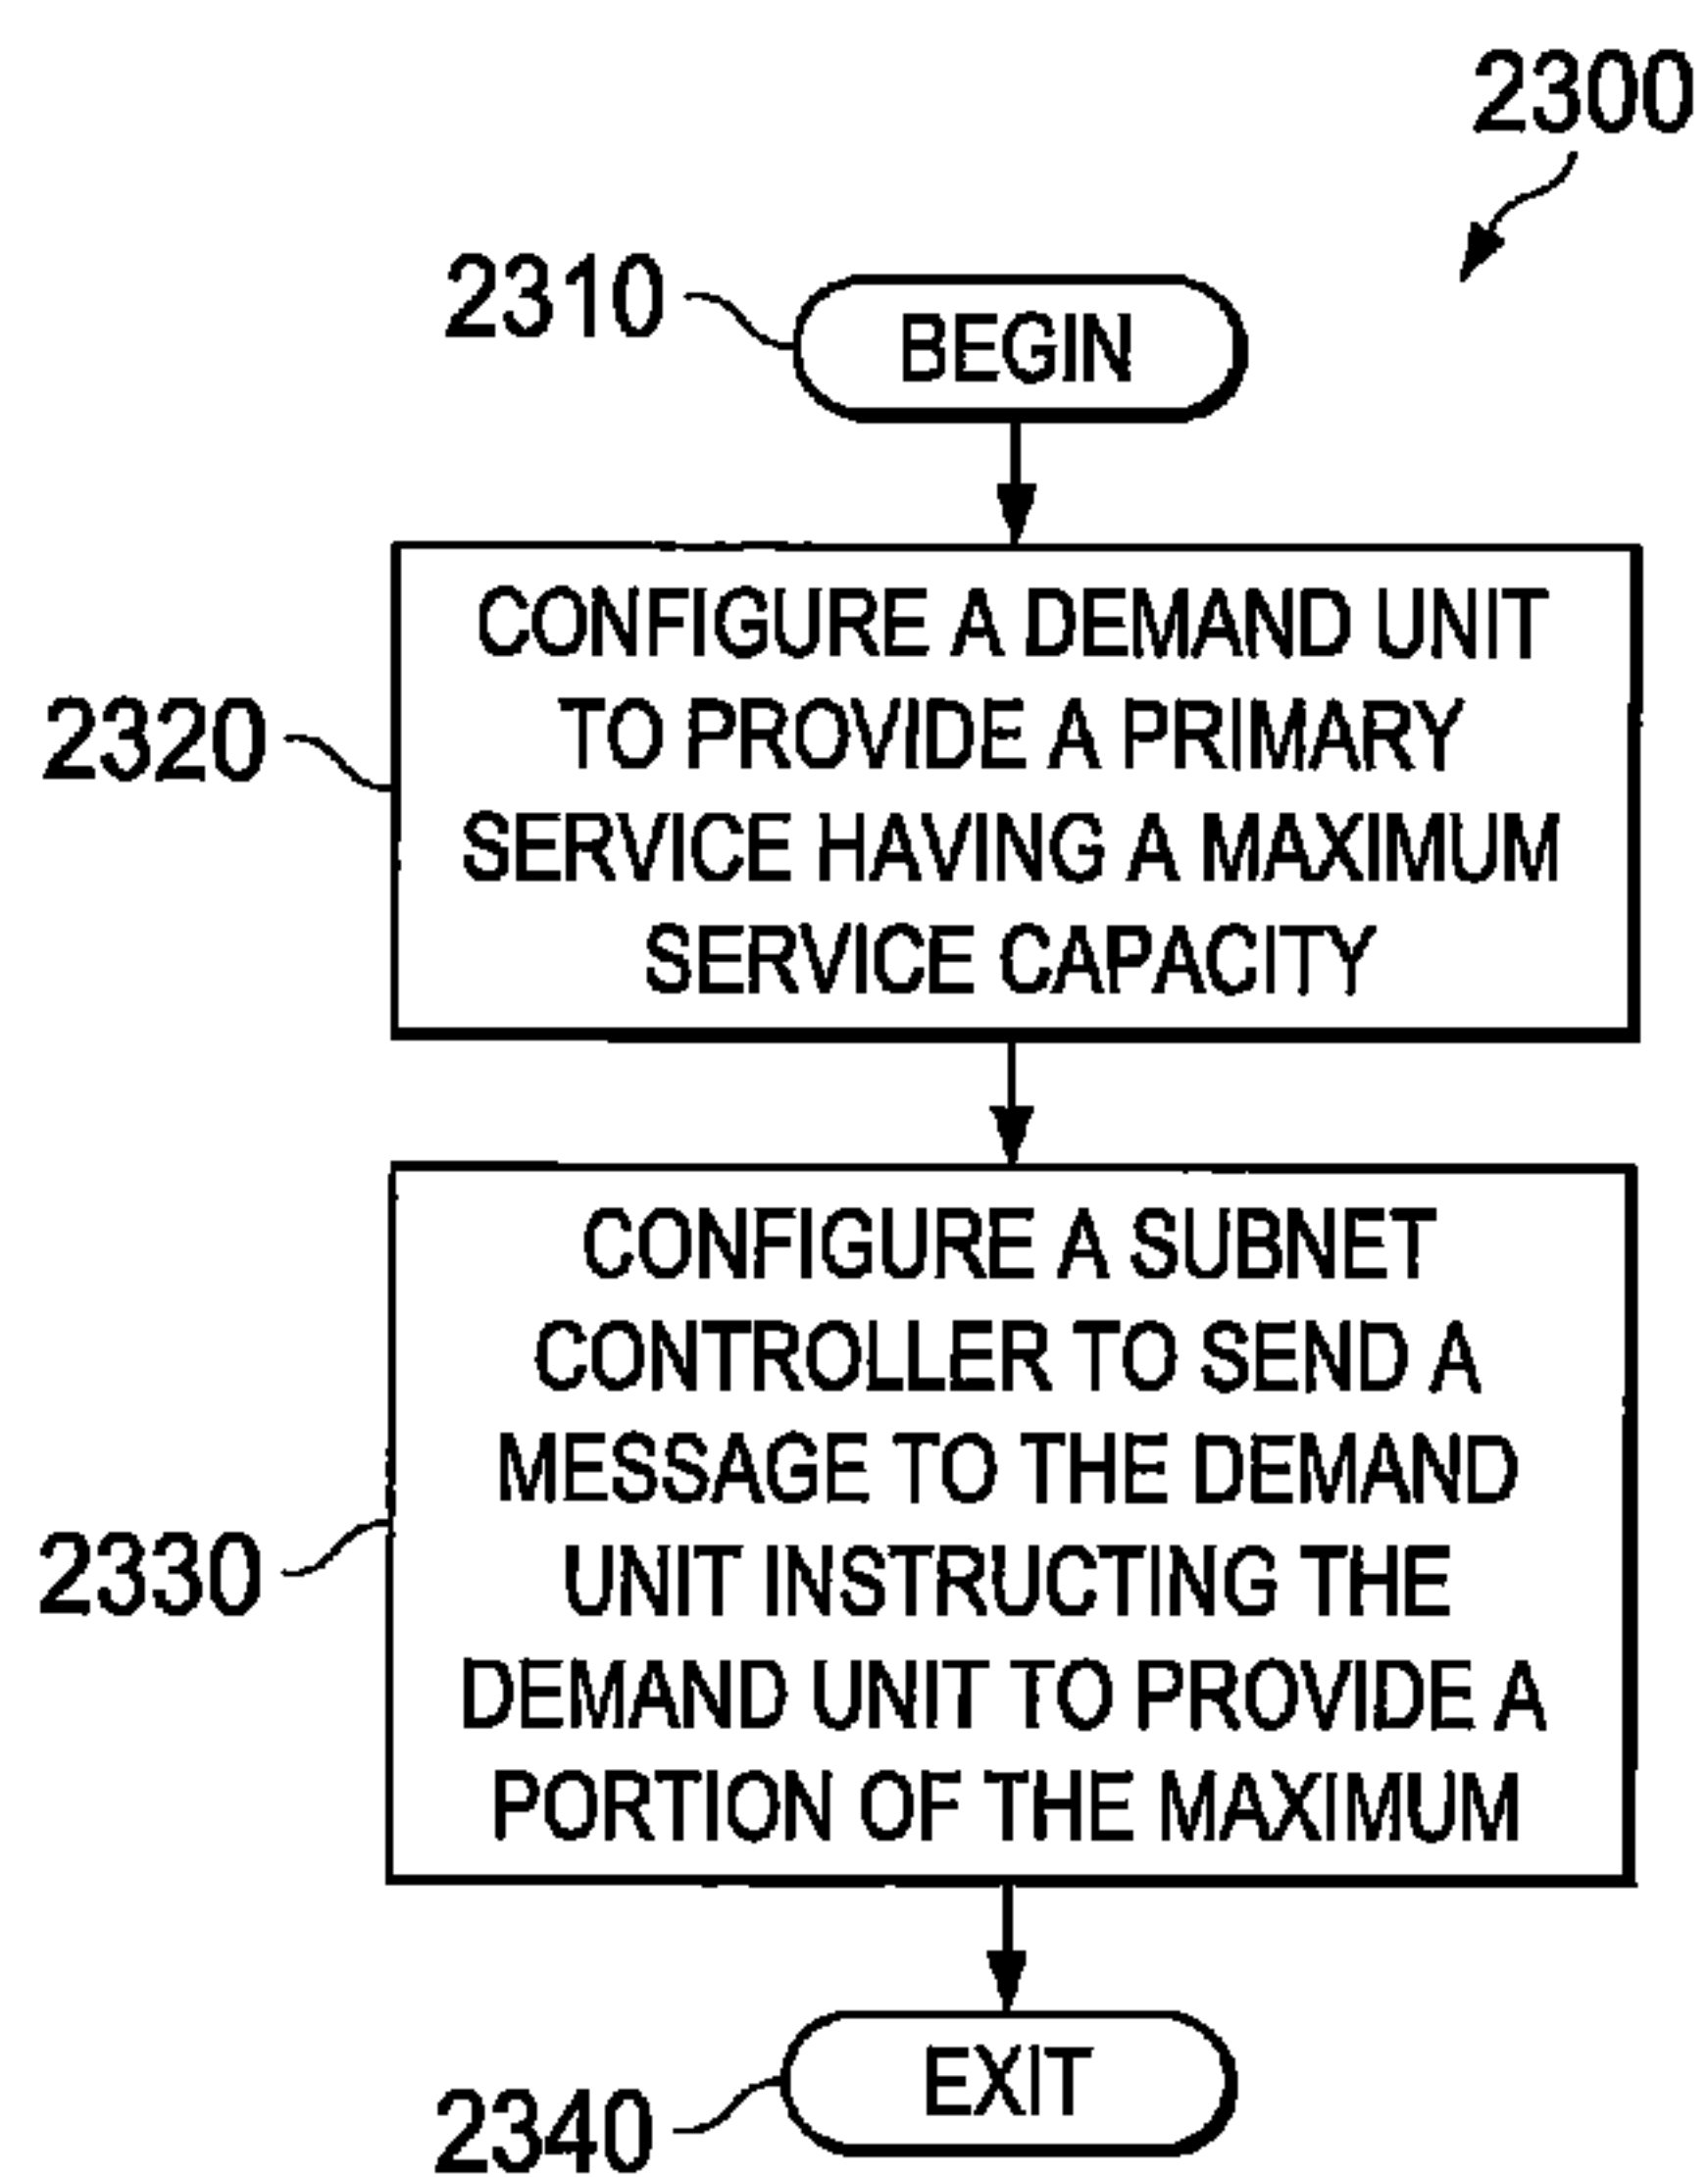 2300
2310
BEGIN
2320
CONFIGURE A DEMAND UNIT
TO PROVIDE A PRIMARY
SERVICE HAVING A MAXIMUM
SERVICE CAPACITY
2330
CONFIGURE A SUBNET
CONTROLLER TO SEND A
MESSAGE TO THE DEMAND
UNIT INSTRUCTING THE
DEMAND UNIT TO PROVIDE A
PORTION OF THE MAXIMUM
2340
EXIT